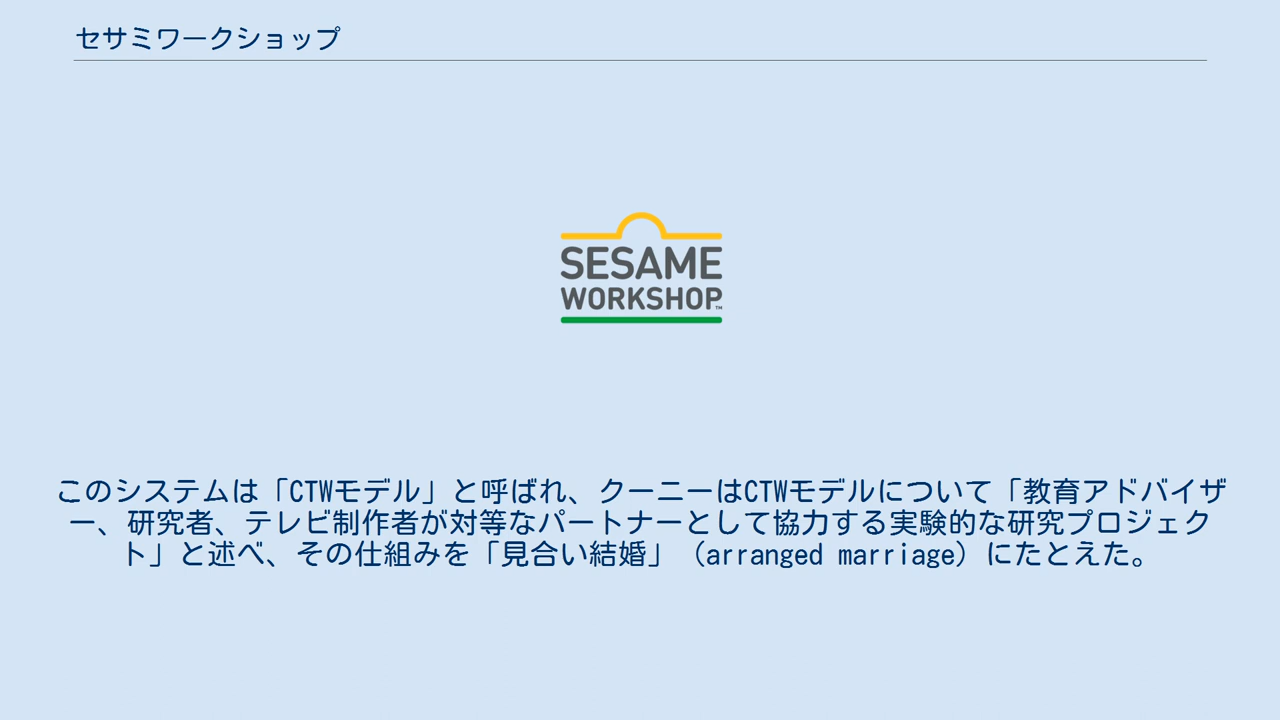 セサミワークショップ
SESAME
WORKSHOP™
このシステムは「CTWモデル」と呼ばれ、クーニーはCTWモデルについて「教育アドバイザ
ー、研究者、テレビ制作者が対等なパートナーとして協力する実験的な研究プロジェク
ト」と述べ、その仕組みを「見合い結婚」（arranged marriage）にたとえた。